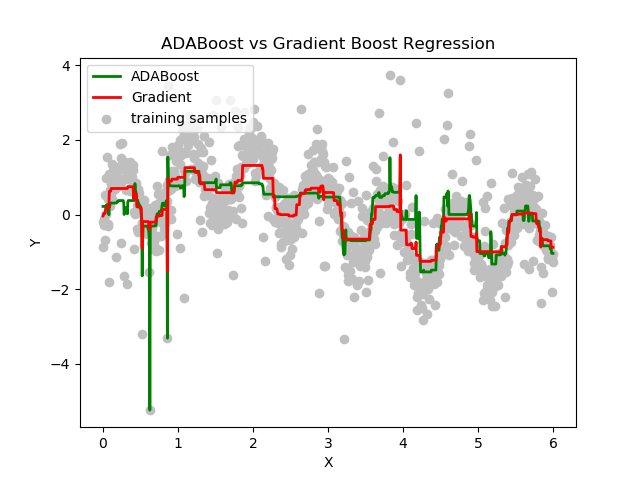 ADABoost vs Gradient Boost Regression
4
2
0
−2
−4
Y
ADABoost
Gradient
training samples
0 1 2 3 4 5 6
X